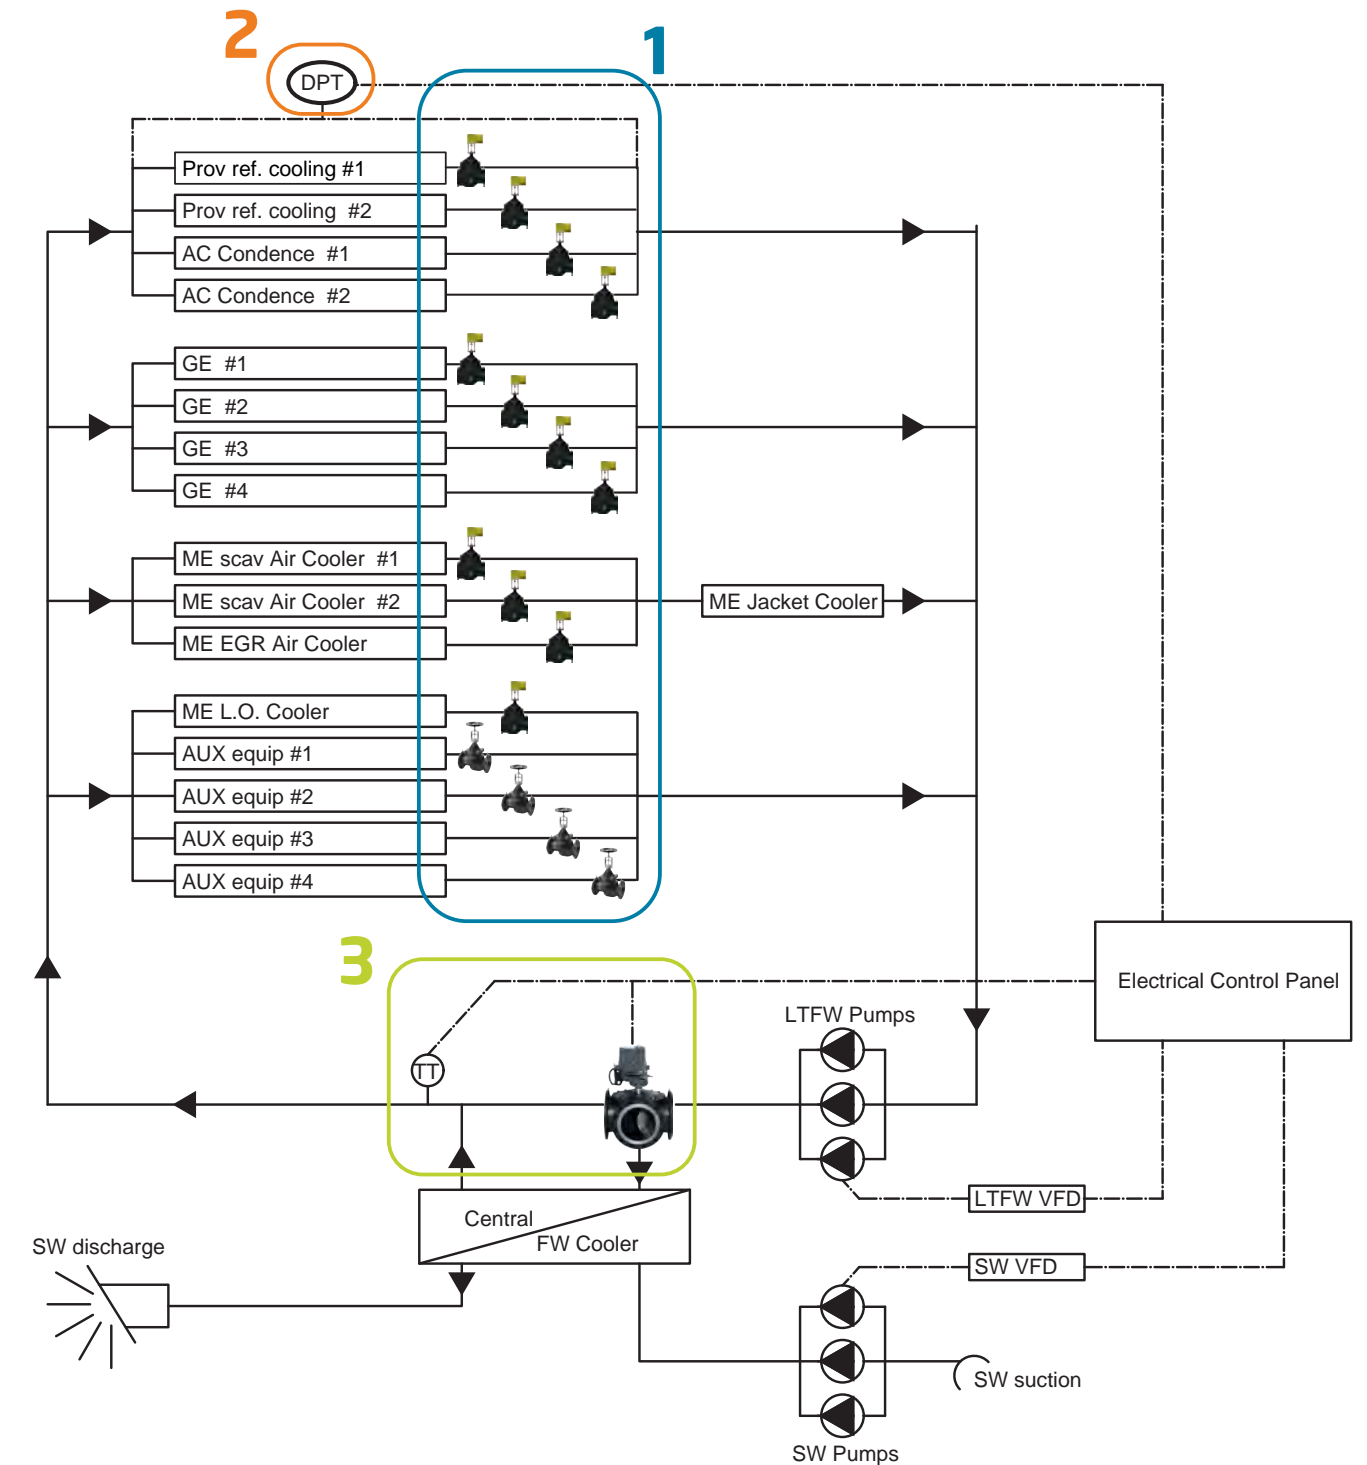 2
1
DPT
Prov ref. cooling #1
Prov ref. cooling #2
AC Condence #1
AC Condence #2
GE #1
GE #2
GE #3
GE #4
ME scav Air Cooler #1
ME scav Air Cooler #2
ME Jacket Cooler
ME EGR Air Cooler
ME L.O. Cooler
AUX equip #1
AUX equip #2
AUX equip #3
AUX equip #4
3
Electrical Control Panel
LTFW Pumps
TT
LTFW VFD
Central
FW Cooler
SW discharge
SW VFD
SW suction
SW Pumps